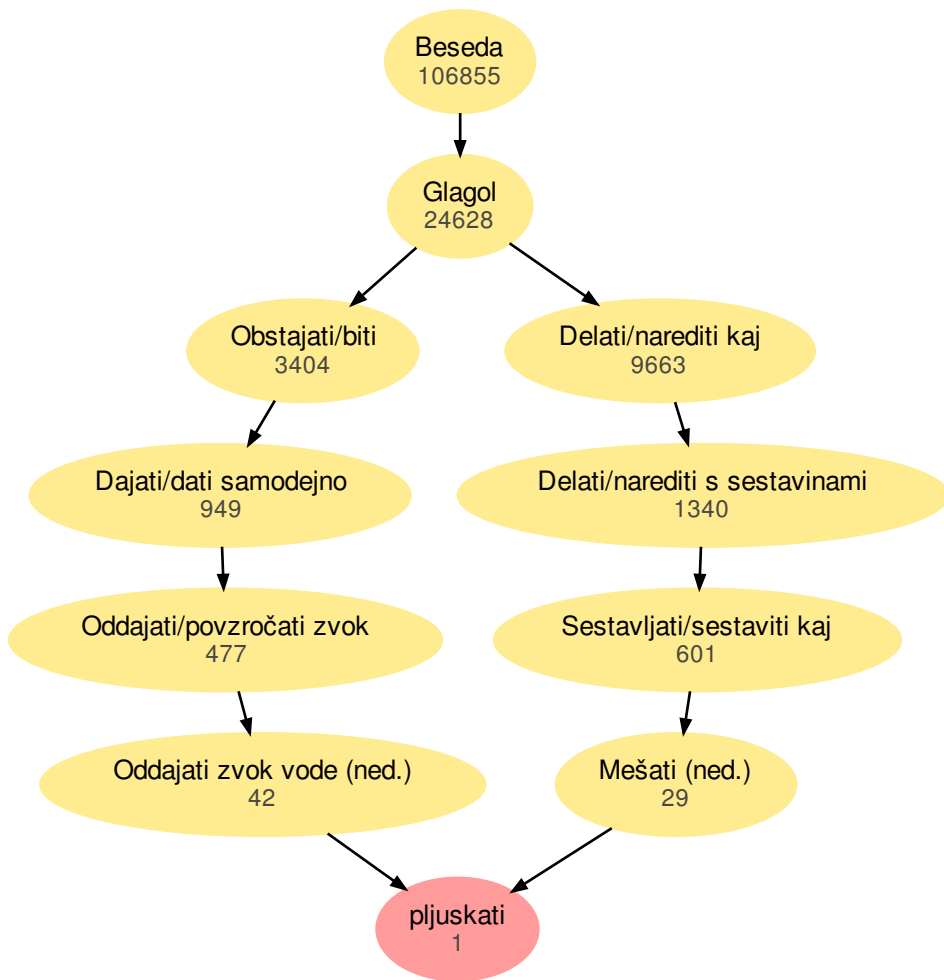 Beseda
106855
Glagol
24628
Obstajati/biti
3404
Delati/narediti kaj
9663
Dajati/dati samodejno
949
Delati/narediti s sestavinami
1340
Oddajati/povzročati zvok
477
Sestavljati/sestaviti kaj
601
Oddajati zvok vode (ned.)
42
Mešati (ned.)
29
pljuskati
1